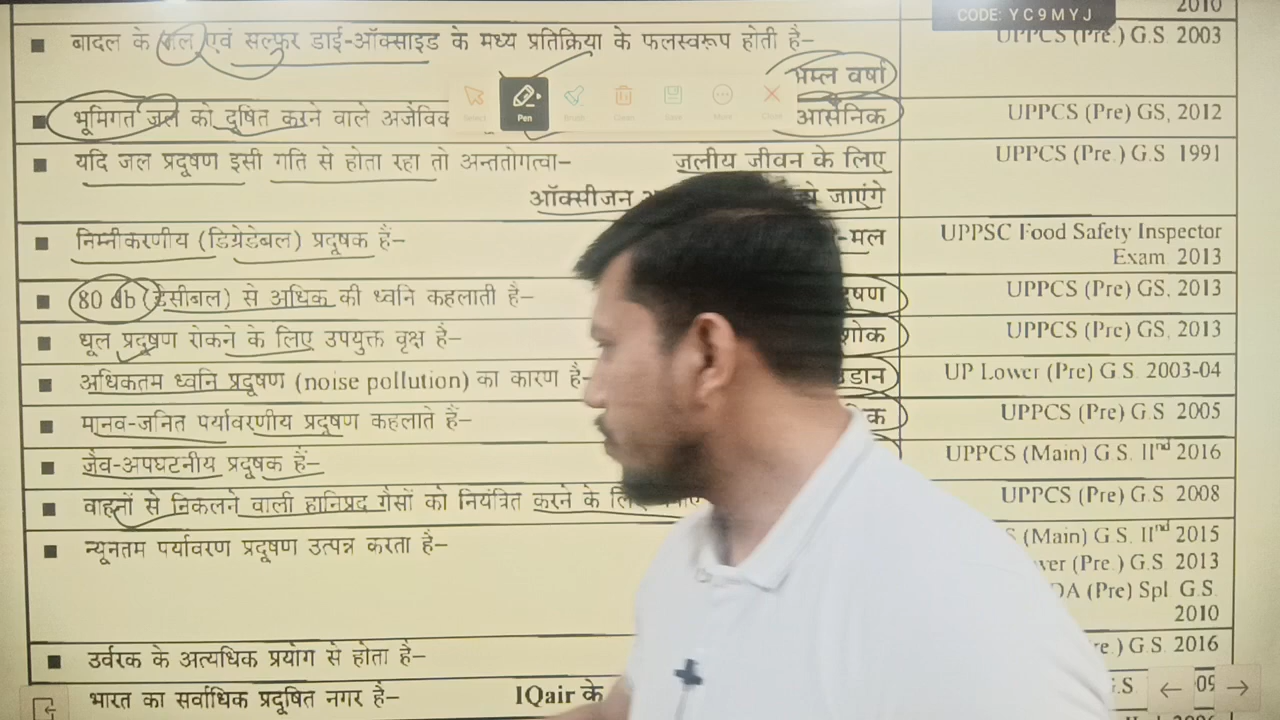 2010
CODE: YC9MYJ
■ बादल के जल एवं सल्फर डाई-ऑक्साइड के मध्य प्रतिक्रिया के फलस्वरूप होती है–
अम्ल वर्षा
UPPCS (Pre.) G.S. 2003
■ भूमिगत जल को दूषित करने वाले अजैविक
आर्सेनिक
UPPCS (Pre) GS, 2012
■ यदि जल प्रदूषण इसी गति से होता रहा तो अन्ततोगत्वा–
जलीय जीवन के लिए
ऑक्सीजन
जाएंगे
UPPCS (Pre.) G.S. 1991
■ निम्नीकरणीय (डिग्रेडेबल) प्रदूषक हैं–
-मल
UPPSC Food Safety Inspector
Exam. 2013
■ 80 db (डेसीबल) से अधिक की ध्वनि कहलाती है–
UPPCS (Pre) GS, 2013
■ धूल प्रदूषण रोकने के लिए उपयुक्त वृक्ष है–
UPPCS (Pre) GS, 2013
■ अधिकतम ध्वनि प्रदूषण (noise pollution) का कारण है–
UP Lower (Pre) G.S. 2003-04
■ मानव-जनित पर्यावरणीय प्रदूषण कहलाते हैं–
UPPCS (Pre) G.S. 2005
■ जैव-अपघटनीय प्रदूषक हैं–
UPPCS (Main) G.S. IInd 2016
■ वाहनों से निकलने वाली हानिप्रद गैसों को नियंत्रित करने के
UPPCS (Pre) G.S. 2008
■ न्यूनतम पर्यावरण प्रदूषण उत्पन्न करता है–
(Main) G.S. IInd 2015
(Pre.) G.S. 2013
(Pre) Spl. G.S.
2010
■ उर्वरक के अत्यधिक प्रयोग से होता है–
G.S. 2016
भारत का सर्वाधिक प्रदूषित नगर है–
IQair के
Select Pen Clear Save More Close